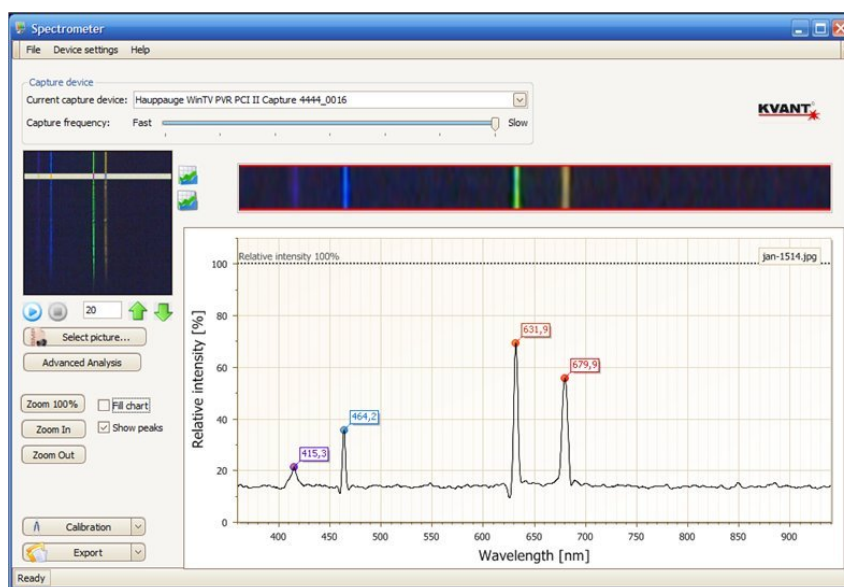 Spectrometer
File Device settings Help
Capture device
Current capture device: Hauppauge WinTV PVR PCI II Capture 4444_0016
Capture frequency: Fast Slow
KVANT
Relative intensity 100%
jan-1514.jpg
20
Select picture...
Advanced Analysis
Zoom 100%
Fill chart
Zoom In
Show peaks
Zoom Out
Calibration
Export
Relative intensity [%]
100
80
60
40
20
0
631,9
679,9
464,2
415,3
400 450 500 550 600 650 700 750 800 850 900
Wavelength [nm]
Ready